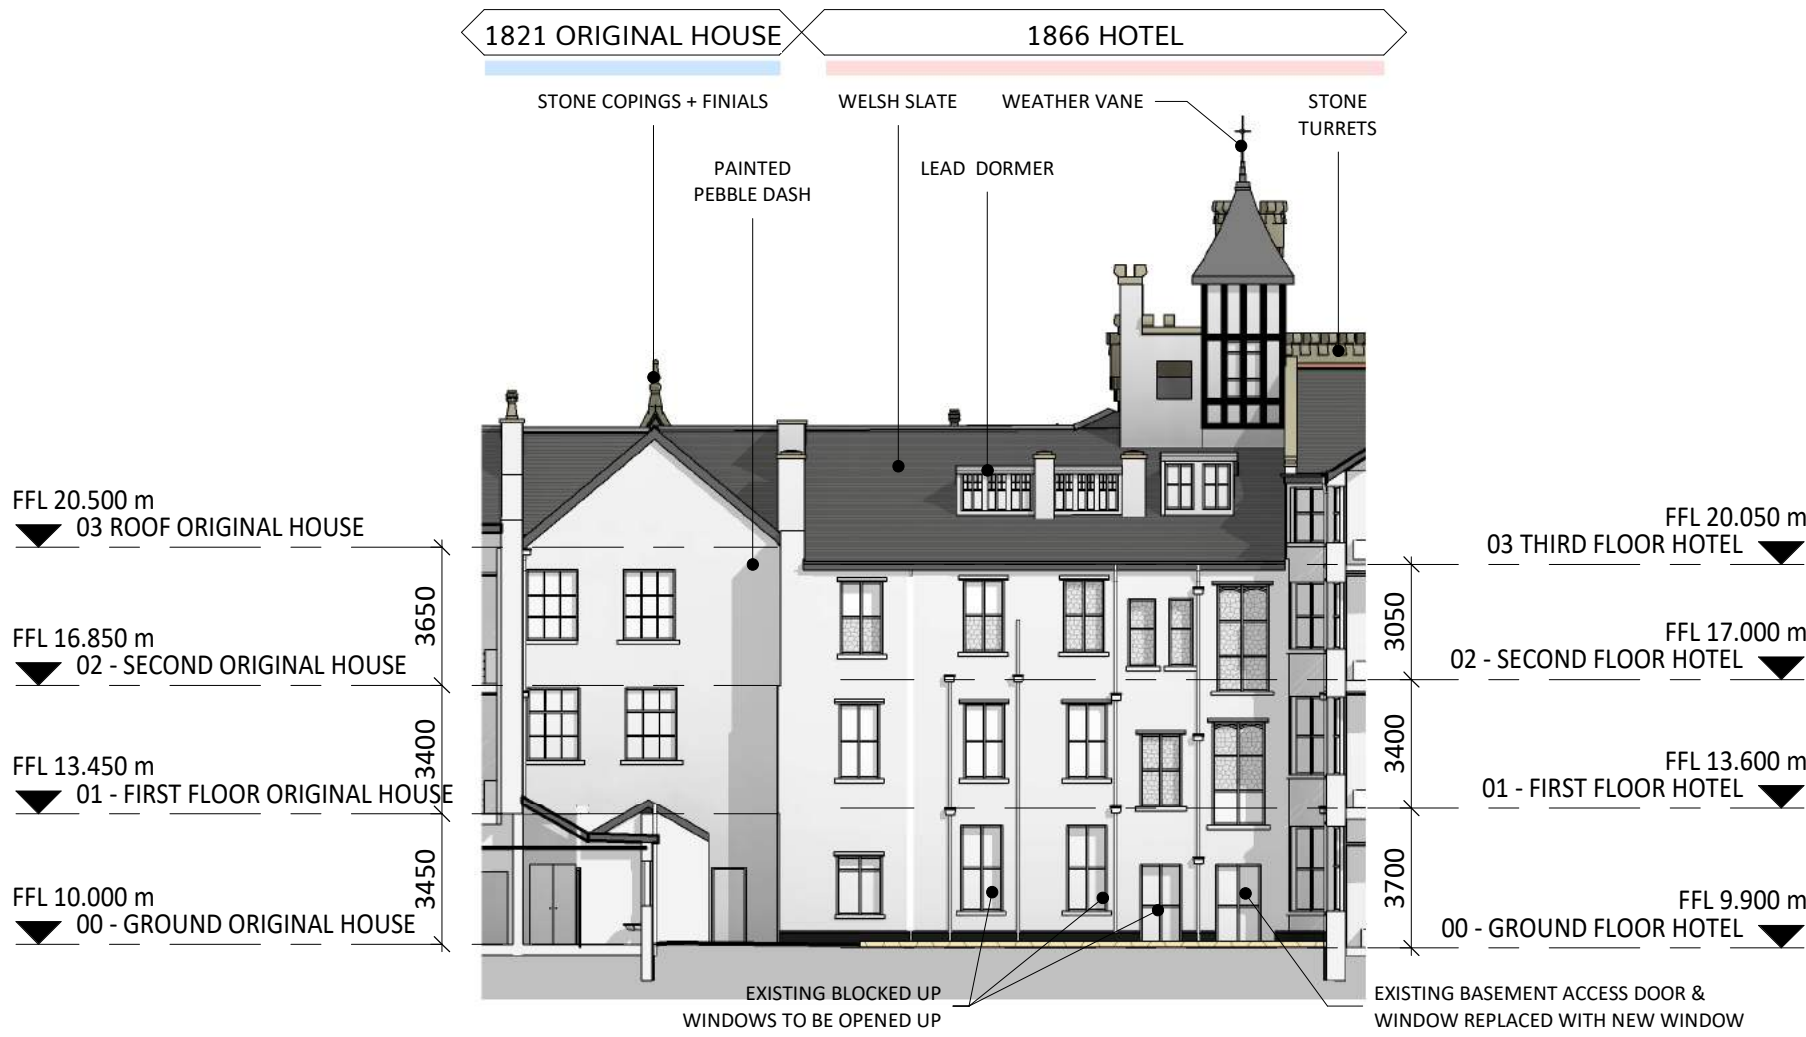 1821 ORIGINAL HOUSE
1866 HOTEL
STONE COPINGS + FINIALS
WELSH SLATE
WEATHER VANE
STONE
TURRETS
PAINTED
PEBBLE DASH
LEAD DORMER
FFL 20.500 m
03 ROOF ORIGINAL HOUSE
3650
FFL 16.850 m
02 - SECOND ORIGINAL HOUSE
3400
FFL 13.450 m
01 - FIRST FLOOR ORIGINAL HOUSE
3450
FFL 10.000 m
00 - GROUND ORIGINAL HOUSE
FFL 20.050 m
03 THIRD FLOOR HOTEL
3050
FFL 17.000 m
02 - SECOND FLOOR HOTEL
3400
FFL 13.600 m
01 - FIRST FLOOR HOTEL
3700
FFL 9.900 m
00 - GROUND FLOOR HOTEL
EXISTING BLOCKED UP
WINDOWS TO BE OPENED UP
EXISTING BASEMENT ACCESS DOOR &
WINDOW REPLACED WITH NEW WINDOW